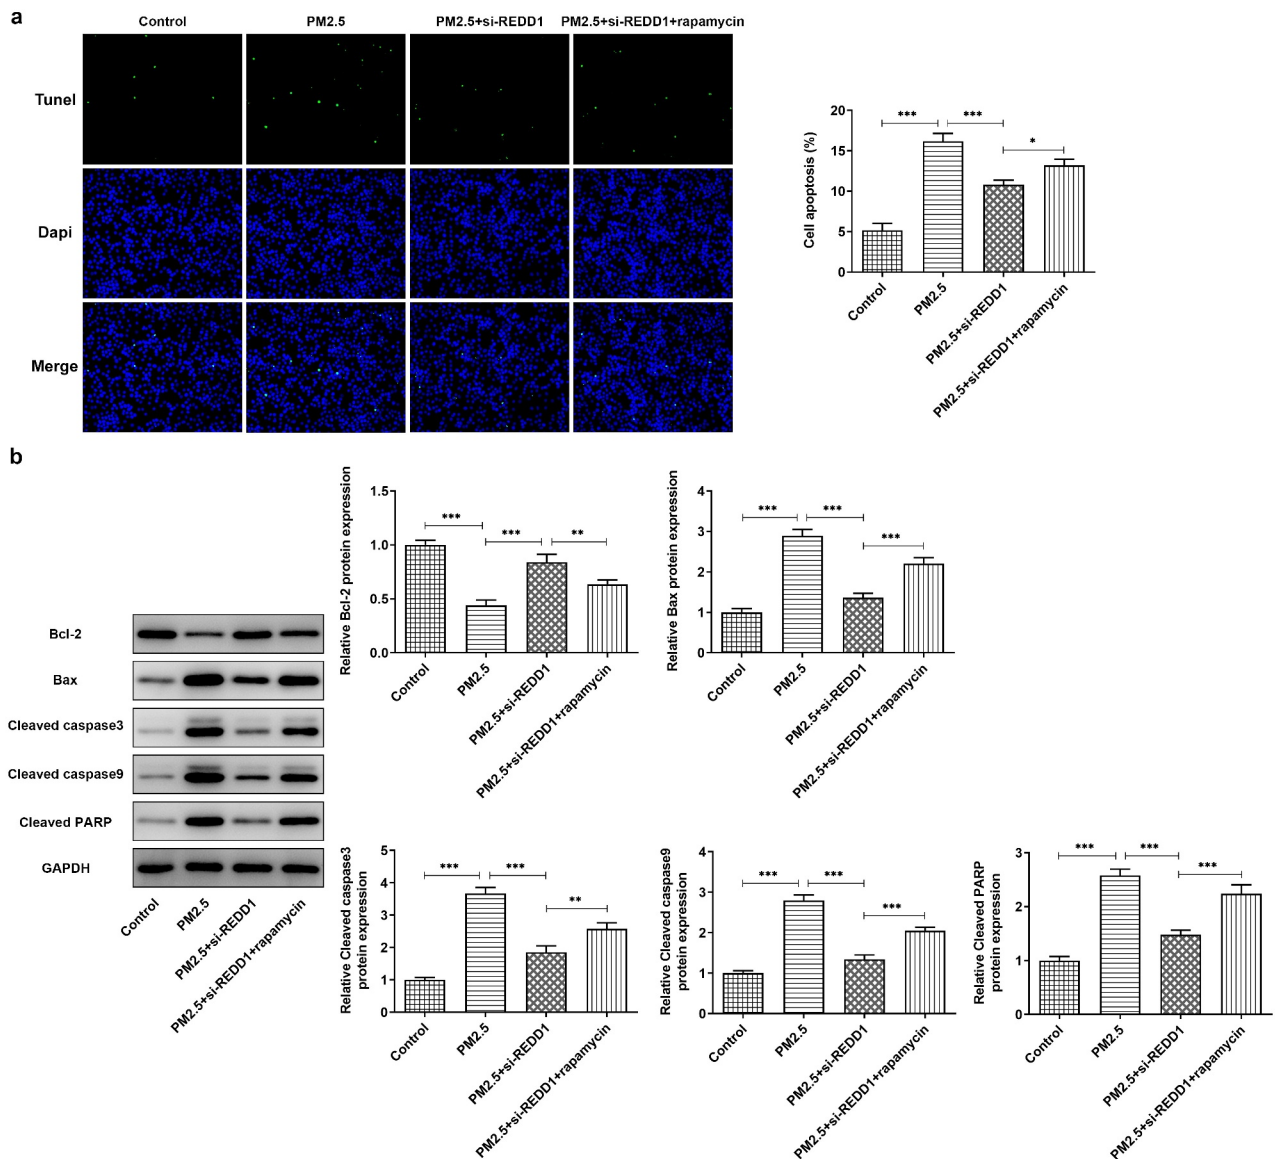 a
Control
PM2.5
PM2.5+si-REDD1
PM2.5+si-REDD1+rapamycin
Tunel
Dapi
Merge
Cell apoptosis (%)
20
15
10
5
0
***
***
*
Control
PM2.5
PM2.5+si-REDD1
PM2.5+si-REDD1+rapamycin
b
Bcl-2
Bax
Cleaved caspase3
Cleaved caspase9
Cleaved PARP
GAPDH
Control
PM2.5
PM2.5+si-REDD1
PM2.5+si-REDD1+rapamycin
Relative Bcl-2 protein expression
1.5
1.0
0.5
0.0
***
***
**
Control
PM2.5
PM2.5+si-REDD1
PM2.5+si-REDD1+rapamycin
Relative Bax protein expression
4
3
2
1
0
***
***
***
Control
PM2.5
PM2.5+si-REDD1
PM2.5+si-REDD1+rapamycin
Relative Cleaved caspase3
protein expression
5
4
3
2
1
0
***
***
**
Control
PM2.5
PM2.5+si-REDD1
PM2.5+si-REDD1+rapamycin
Relative Cleaved caspase9
protein expression
4
3
2
1
0
***
***
***
Control
PM2.5
PM2.5+si-REDD1
PM2.5+si-REDD1+rapamycin
Relative Cleaved PARP
protein expression
3
2
1
0
***
***
***
Control
PM2.5
PM2.5+si-REDD1
PM2.5+si-REDD1+rapamycin